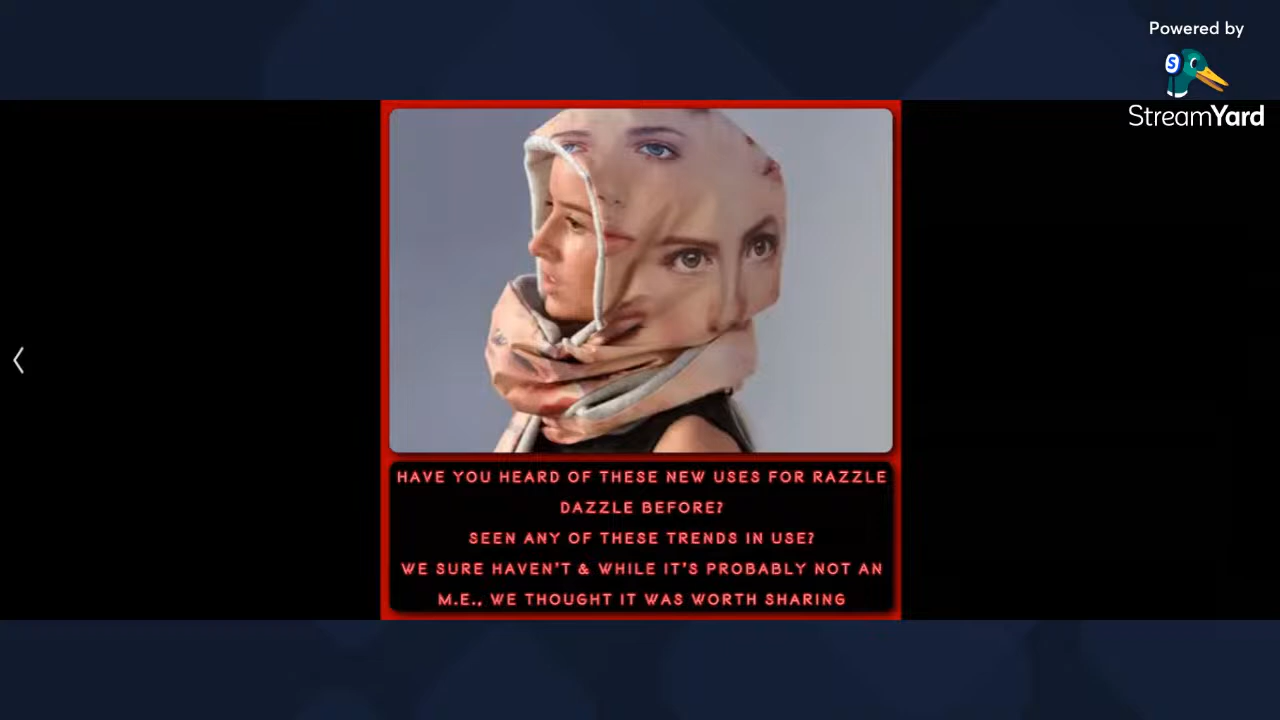 Powered by
S
StreamYard
HAVE YOU HEARD OF THESE NEW USES FOR RAZZLE
DAZZLE BEFORE?
SEEN ANY OF THESE TRENDS IN USE?
WE SURE HAVEN'T & WHILE IT'S PROBABLY NOT AN
M.E., WE THOUGHT IT WAS WORTH SHARING